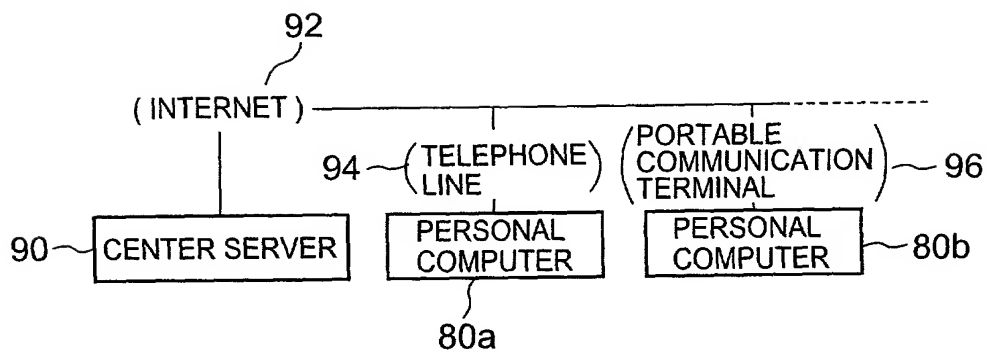 92
( INTERNET )
94
( TELEPHONE
LINE )
( PORTABLE
COMMUNICATION
TERMINAL )
96
90
CENTER SERVER
PERSONAL
COMPUTER
PERSONAL
COMPUTER
80b
80a